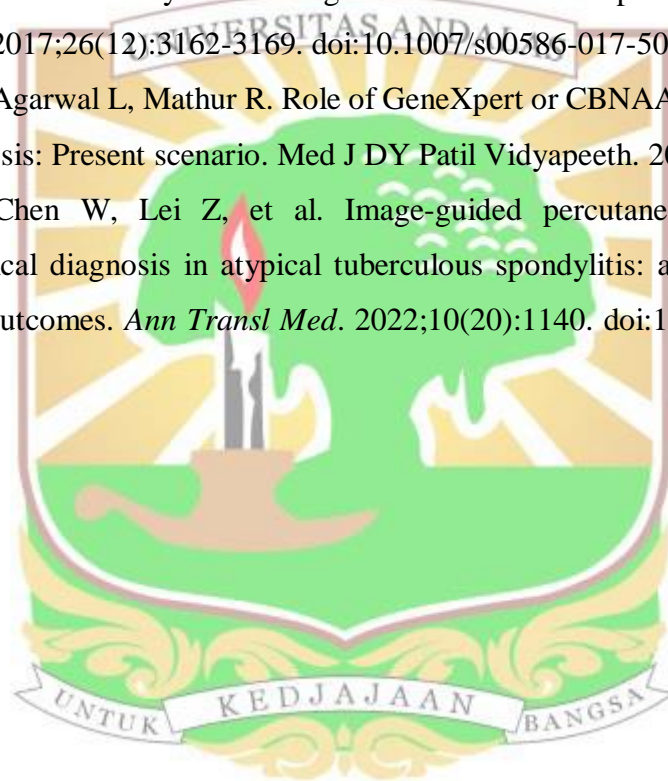 UNIVERSITAS ANDALAS
2017;26(12):3162-3169. doi:10.1007/s00586-017-50
Agarwal L, Mathur R. Role of GeneXpert or CBNAA
sis: Present scenario. Med J DY Patil Vidyapeeth. 20
Chen W, Lei Z, et al. Image-guided percutane
ical diagnosis in atypical tuberculous spondylitis: a
outcomes. Ann Transl Med. 2022;10(20):1140. doi:1
UNTUK KEDJAJAAN BANGSA